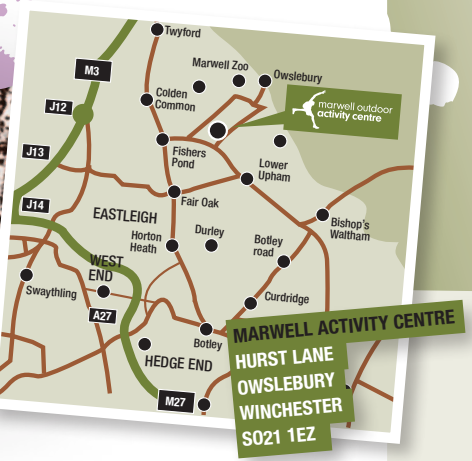 Twyford
Marwell Zoo
Owslebury
M3
Colden
Common
marwell outdoor
activity centre
J12
Fishers
Pond
Lower
Upham
J13
Fair Oak
J14
EASTLEIGH
Bishop's
Waltham
Horton
Heath
Durley
Botley
road
WEST
END
Swaythling
Curdridge
A27
Botley
HEDGE END
M27
MARWELL ACTIVITY CENTRE
HURST LANE
OWSLEBURY
WINCHESTER
SO21 1EZ